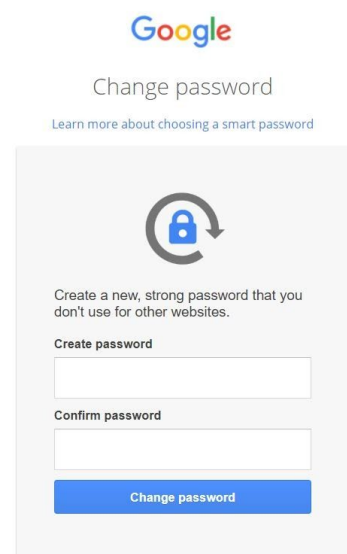 Google
Change password
Learn more about choosing a smart password
Create a new, strong password that you
don't use for other websites.
Create password
Confirm password
Change password